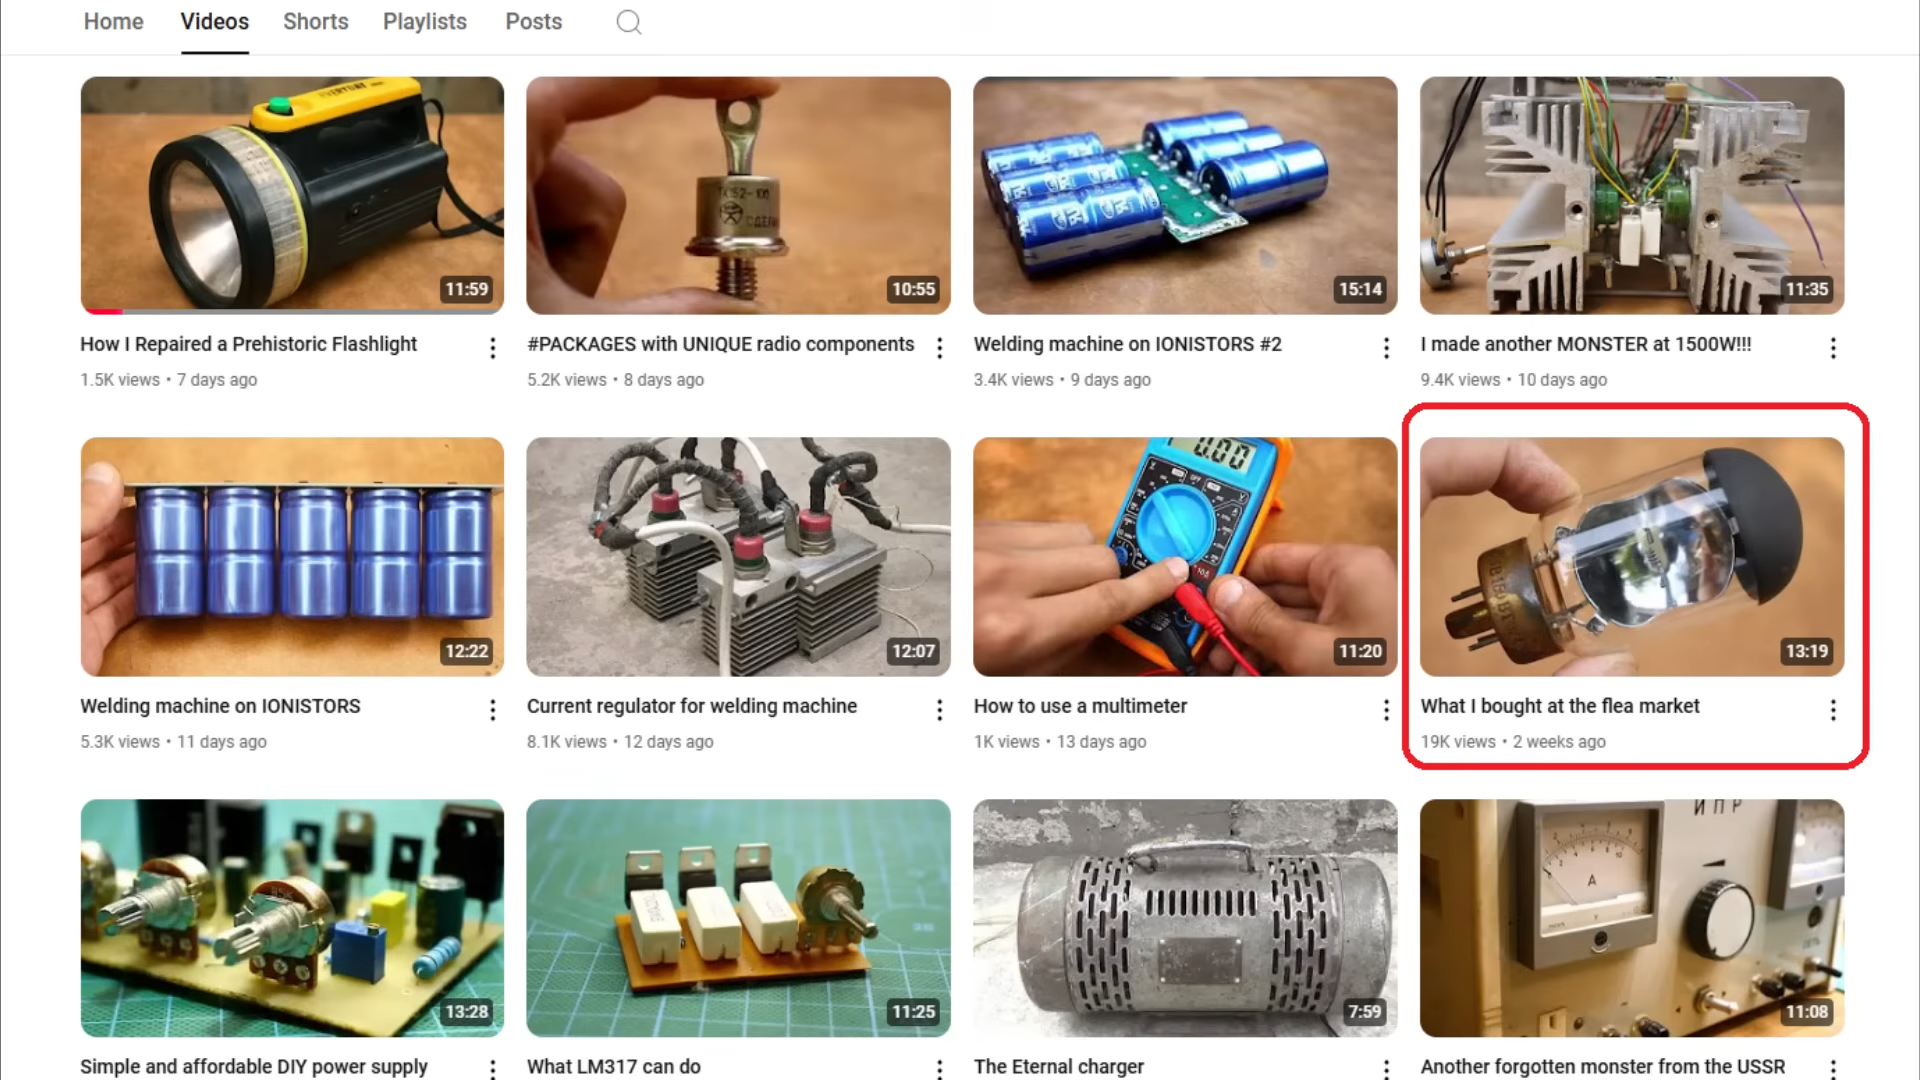 Home Videos Shorts Playlists Posts
11:59
10:55
15:14
11:35
How I Repaired a Prehistoric Flashlight
1.5K views • 7 days ago
#PACKAGES with UNIQUE radio components
5.2K views • 8 days ago
Welding machine on IONISTORS #2
3.4K views • 9 days ago
I made another MONSTER at 1500W!!!
9.4K views • 10 days ago
0.00
12:22
12:07
11:20
13:19
Welding machine on IONISTORS
5.3K views • 11 days ago
Current regulator for welding machine
8.1K views • 12 days ago
How to use a multimeter
1K views • 13 days ago
What I bought at the flea market
19K views • 2 weeks ago
ИПР
A
13:28
11:25
7:59
11:08
Simple and affordable DIY power supply
What LM317 can do
The Eternal charger
Another forgotten monster from the USSR